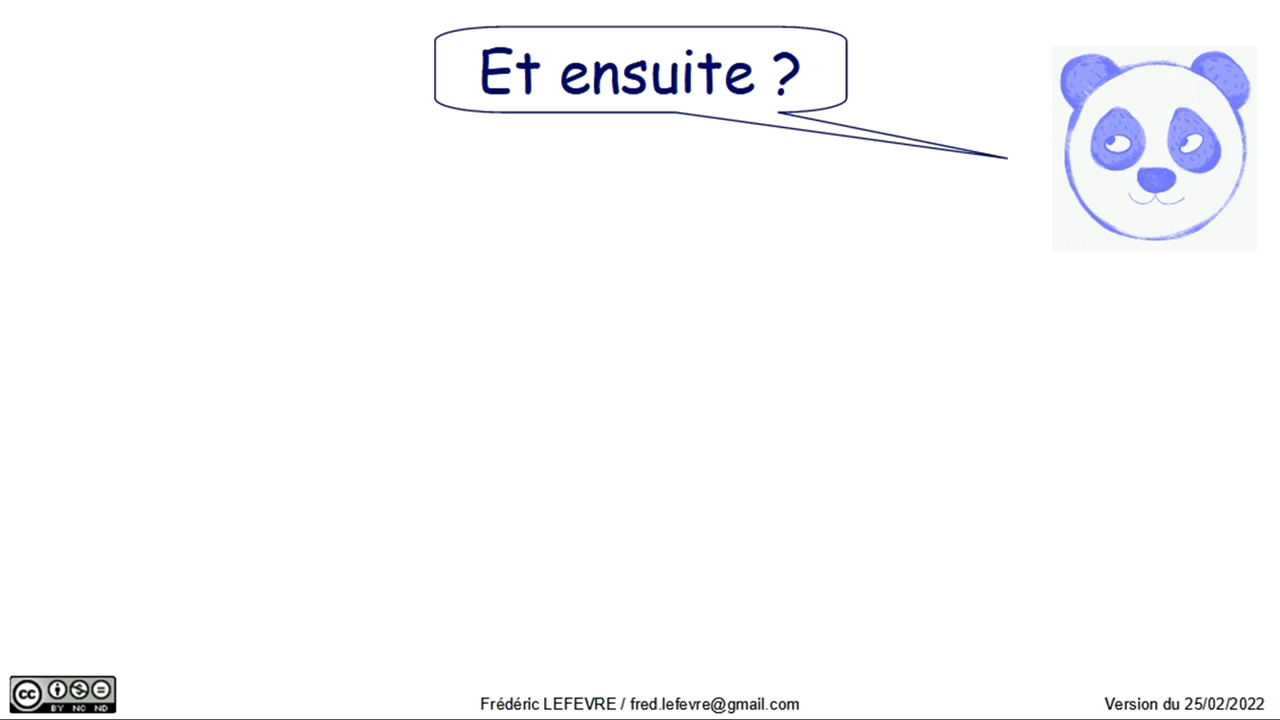 Et ensuite ?
cc BY NC ND
Frédéric LEFEVRE / fred.lefevre@gmail.com
Version du 25/02/2022